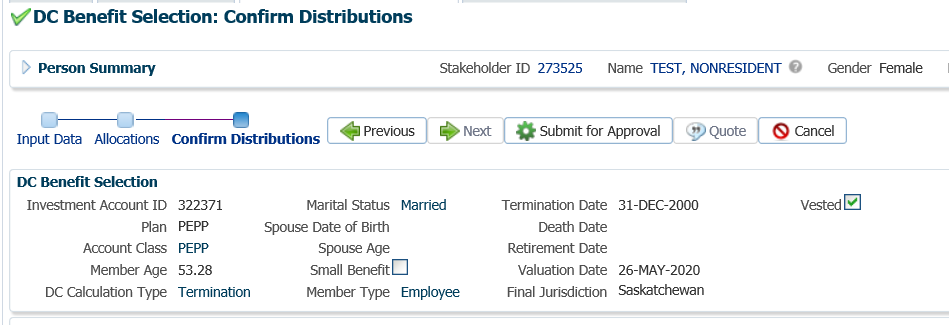 DC Benefit Selection: Confirm Distributions
Person Summary Stakeholder ID 273525 Name TEST, NONRESIDENT Gender Female
Input Data Allocations Confirm Distributions Previous Next Submit for Approval Quote Cancel
DC Benefit Selection
Investment Account ID 322371 Marital Status Married Termination Date 31-DEC-2000 Vested
Plan PEPP Spouse Date of Birth Death Date
Account Class PEPP Spouse Age Retirement Date
Member Age 53.28 Small Benefit Valuation Date 26-MAY-2020
DC Calculation Type Termination Member Type Employee Final Jurisdiction Saskatchewan